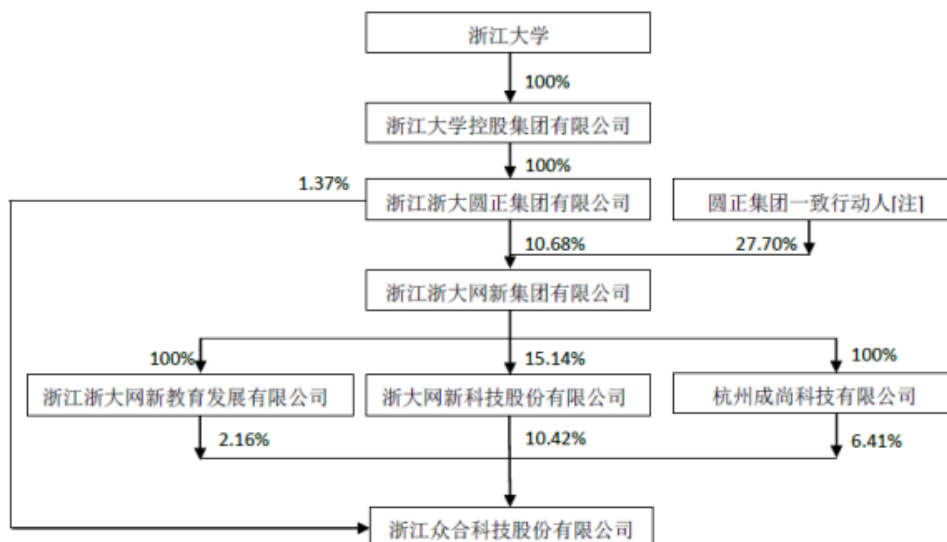 浙江大学
100%
浙江大学控股集团有限公司
100%
1.37%
浙江浙大圆正集团有限公司
圆正集团一致行动人[注]
10.68%
27.70%
浙江浙大网新集团有限公司
100%
15.14%
100%
浙江浙大网新教育发展有限公司
浙大网新科技股份有限公司
杭州成尚科技有限公司
2.16%
10.42%
6.41%
浙江众合科技股份有限公司